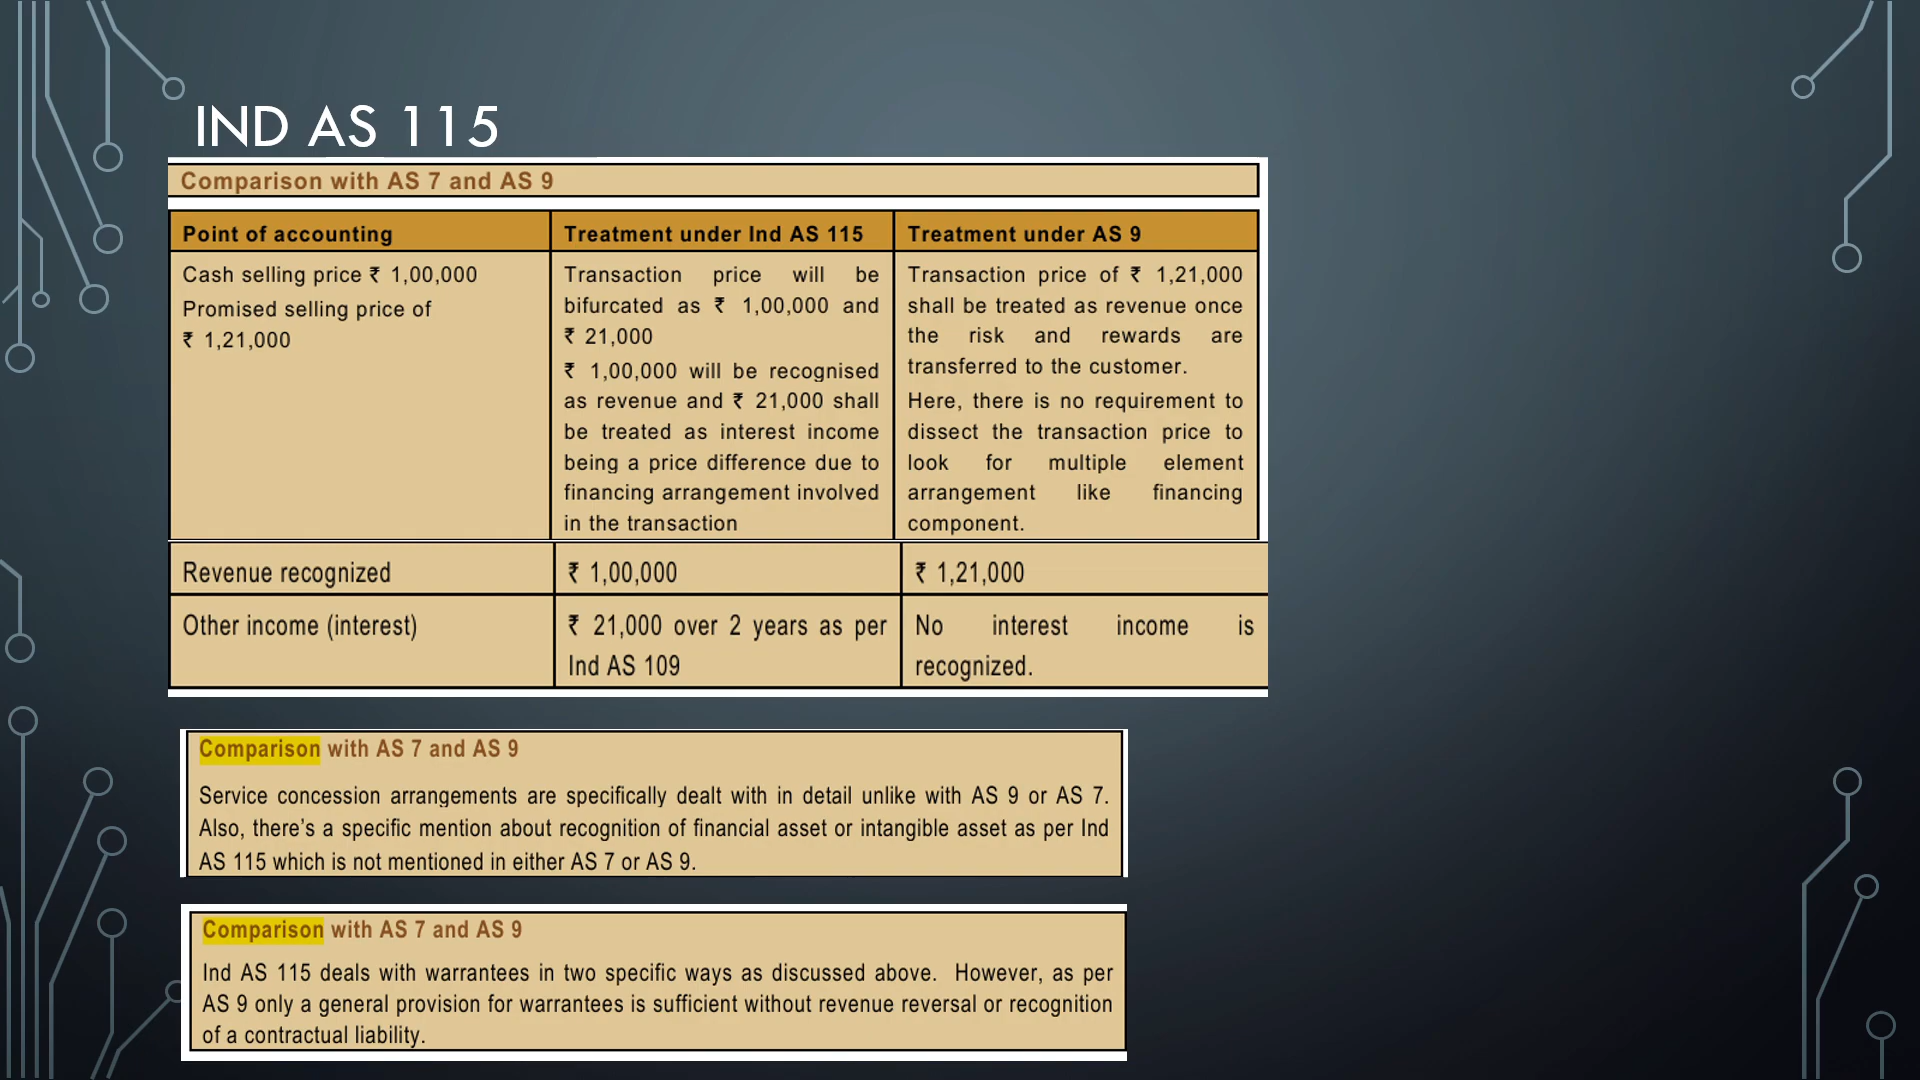 IND AS 115
Comparison with AS 7 and AS 9
Point of accounting
Treatment under Ind AS 115
Treatment under AS 9
Cash selling price ₹ 1,00,000
Promised selling price of
₹ 1,21,000
Transaction price will be
bifurcated as ₹ 1,00,000 and
₹ 21,000
₹ 1,00,000 will be recognised
as revenue and ₹ 21,000 shall
be treated as interest income
being a price difference due to
financing arrangement involved
in the transaction
Transaction price of ₹ 1,21,000
shall be treated as revenue once
the risk and rewards are
transferred to the customer.
Here, there is no requirement to
dissect the transaction price to
look for multiple element
arrangement like financing
component.
Revenue recognized
₹ 1,00,000
₹ 1,21,000
Other income (interest)
₹ 21,000 over 2 years as per
Ind AS 109
No interest income is
recognized.
Comparison with AS 7 and AS 9
Service concession arrangements are specifically dealt with in detail unlike with AS 9 or AS 7.
Also, there's a specific mention about recognition of financial asset or intangible asset as per Ind
AS 115 which is not mentioned in either AS 7 or AS 9.
Comparison with AS 7 and AS 9
Ind AS 115 deals with warrantees in two specific ways as discussed above. However, as per
AS 9 only a general provision for warrantees is sufficient without revenue reversal or recognition
of a contractual liability.